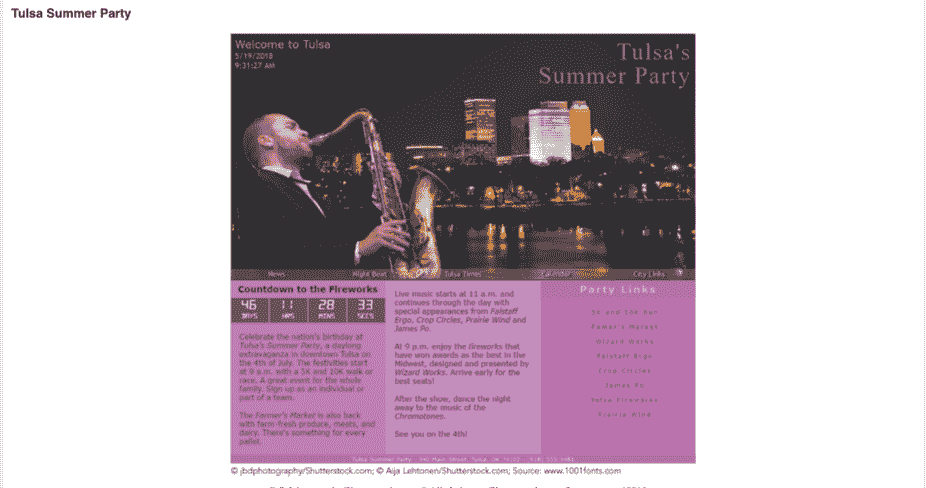 Tulsa Summer Party
Welcome to Tulsa
5/19/2018
9:31:27 AM
Tulsa's
Summer Party
News
Night Beat
Tulsa Times
Calendar
City Links
Countdown to the Fireworks
46 11 28 33
DAYS HRS MINS SECS
Celebrate the nation's birthday at
Tulsa's Summer Party, a daylong
extravaganza in downtown Tulsa on
the 4th of July. The festivities start
at 9 a.m. with a 5K and 10K walk or
race. A great event for the whole
family. Sign up as an individual or
part of a team.
The Farmer's Market is also back
with farm-fresh produce, meats, and
dairy. There's something for every
pallet.
Live music starts at 11 a.m. and
continues through the day with
special appearances from Falstaff
Ergo, Crop Circles, Prairie Wind and
James Po.
At 9 p.m. enjoy the fireworks that
have won awards as the best in the
Midwest, designed and presented by
Wizard Works. Arrive early for the
best seats!
After the show, dance the night
away to the music of the
Chromotones.
See you on the 4th!
Party Links
5K and 10K Run
Famer's Market
Wizard Works
Falstaff Ergo
Crop Circles
James Po
Tulsa Fireworks
Prairie Wind
Tulsa Summer Party
© jbdphotography/Shutterstock.com; © Aija Lehtonen/Shutterstock.com; Source: www.1001fonts.com